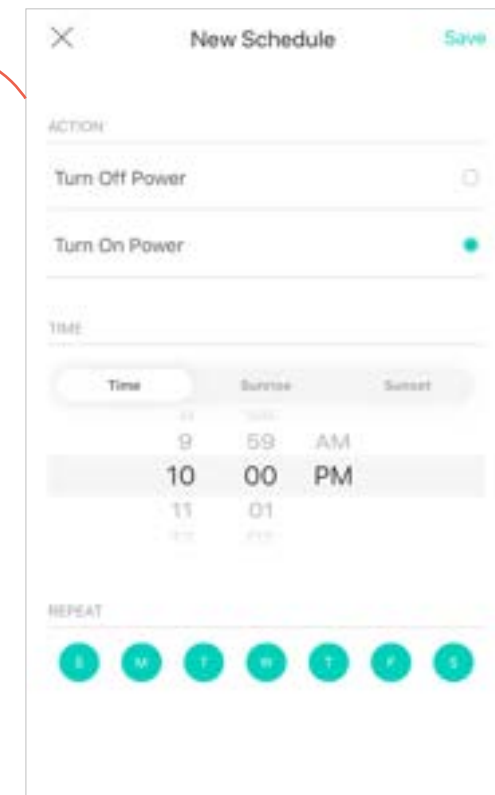 New Schedule Save
ACTION
Turn Off Power
Turn On Power
TIME
Time Sunrise Sunset
9 59 AM
10 00 PM
11 01
REPEAT
S M T W T F S